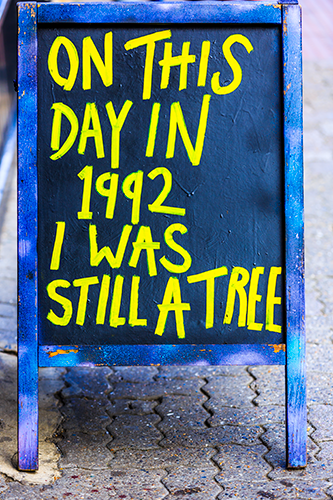 ON THIS
DAY IN
1992
I WAS
STILL A TREE